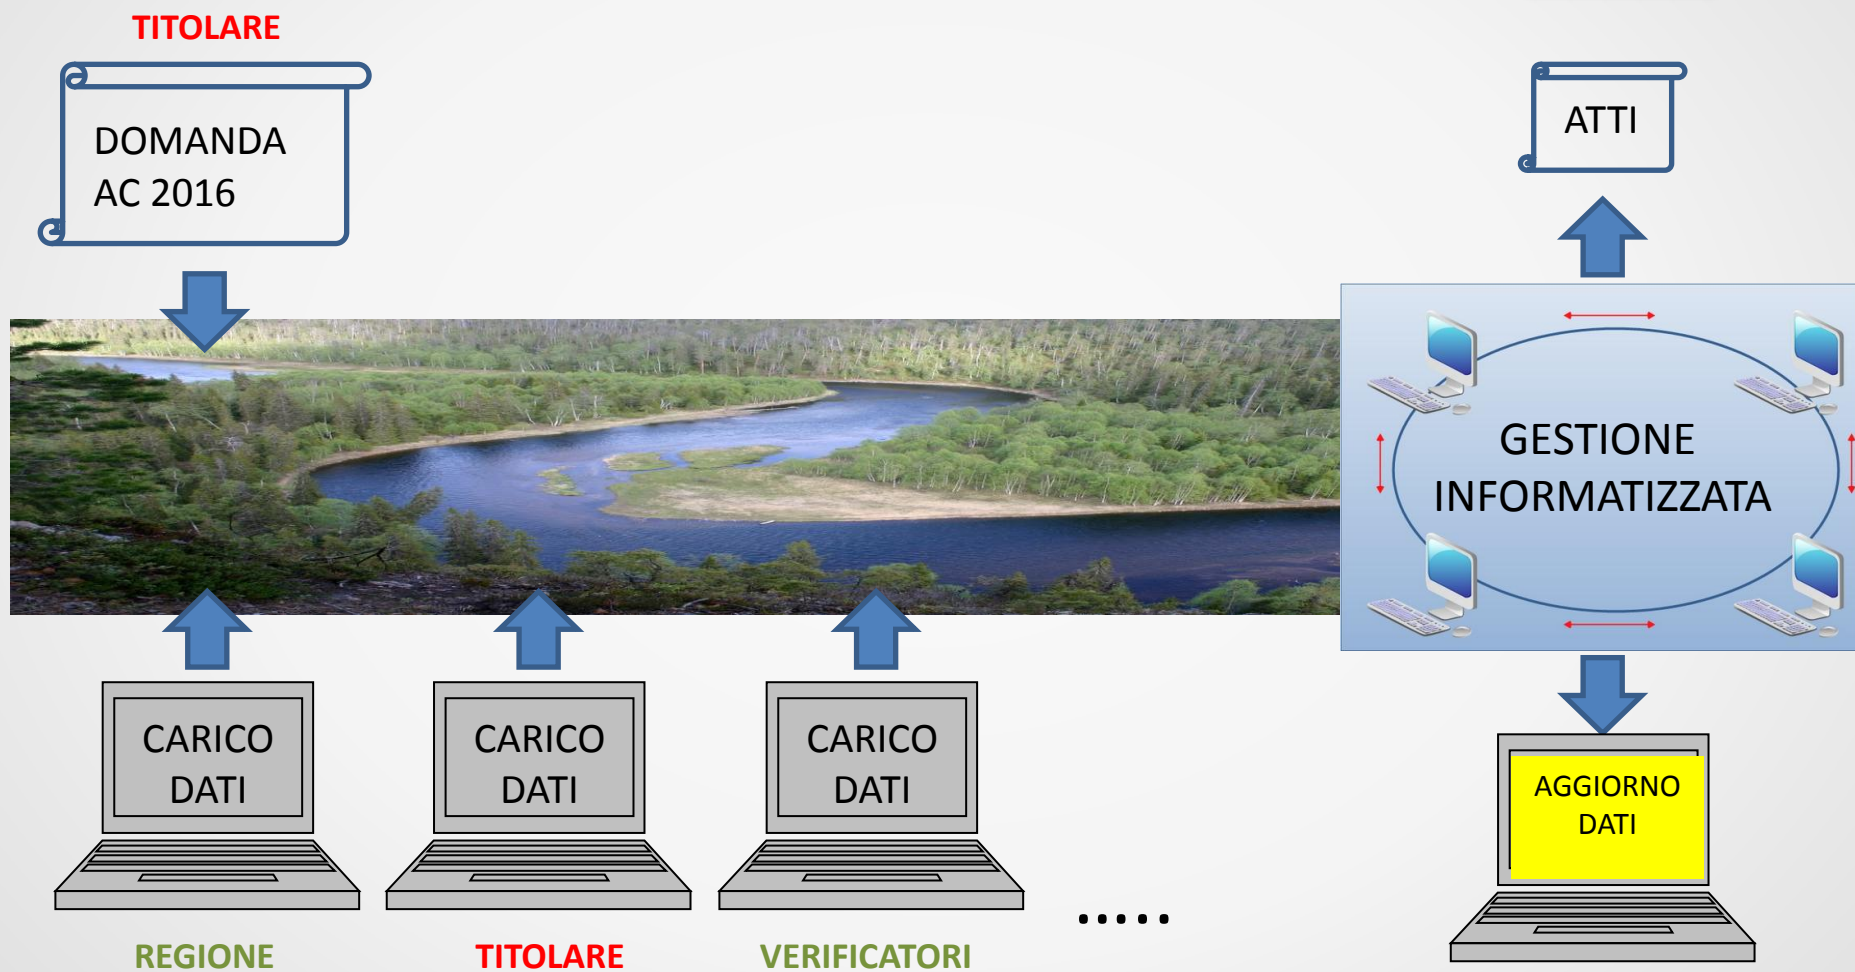 TITOLARE
DOMANDA
AC 2016
ATTI
GESTIONE
INFORMATIZZATA
CARICO
DATI
CARICO
DATI
CARICO
DATI
AGGIORNO
DATI
.....
REGIONE
TITOLARE
VERIFICATORI